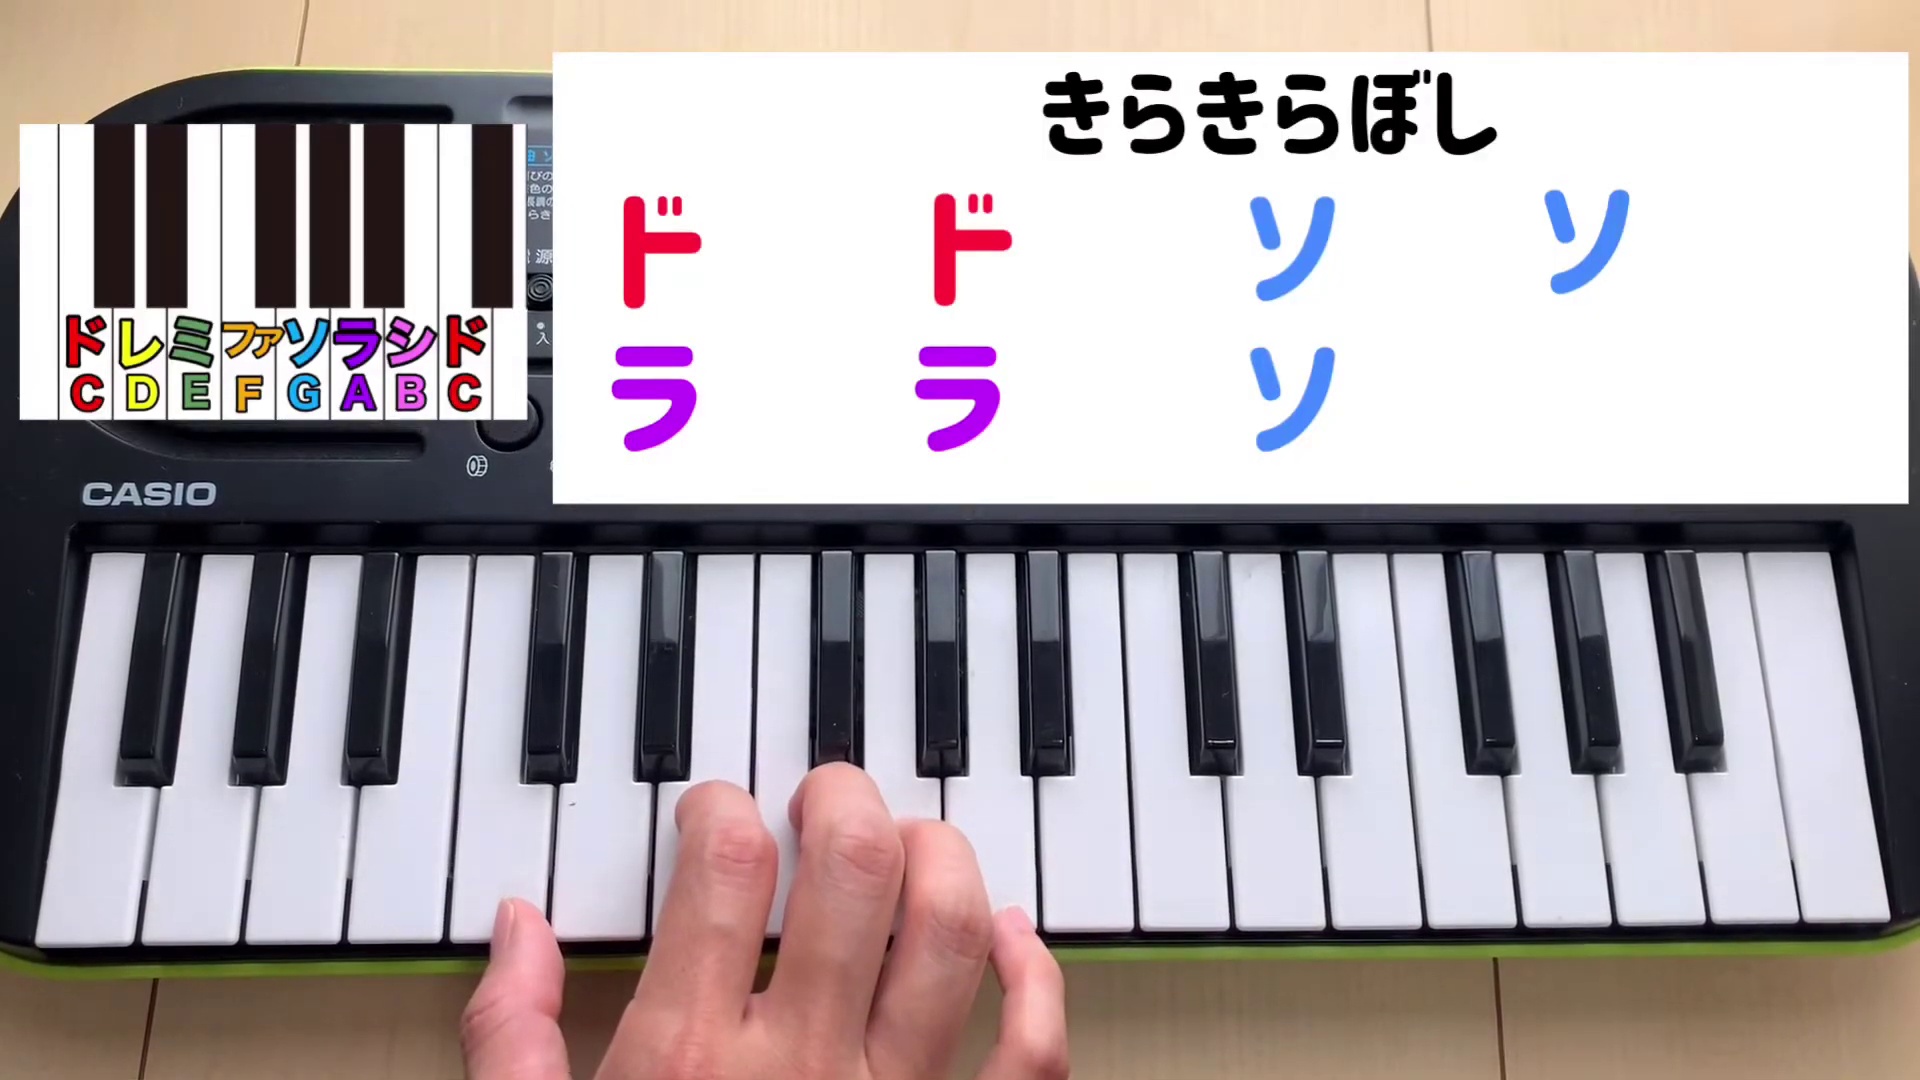 きらきらぼし
ド ド ソ ソ
ララソ
ド レ ミ ファ ソ ラ シ ド
C D E F G A B C
CASIO